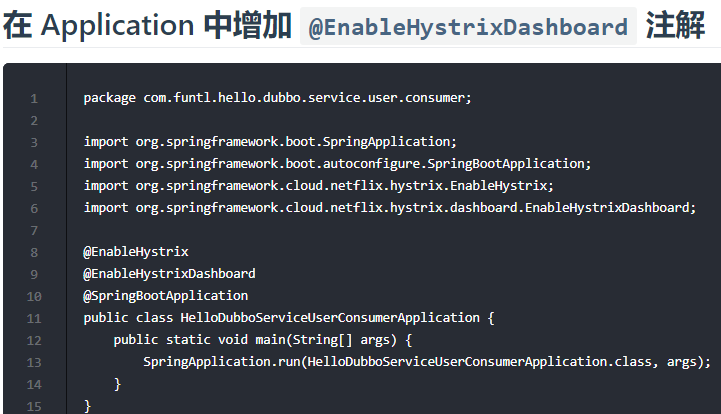 在 Application 中增加 @EnableHystrixDashboard 注解
1 package com.funtl.hello.dubbo.service.user.consumer;
2
3 import org.springframework.boot.SpringApplication;
4 import org.springframework.boot.autoconfigure.SpringBootApplication;
5 import org.springframework.cloud.netflix.hystrix.EnableHystrix;
6 import org.springframework.cloud.netflix.hystrix.dashboard.EnableHystrixDashboard;
7
8 @EnableHystrix
9 @EnableHystrixDashboard
10 @SpringBootApplication
11 public class HelloDubboServiceUserConsumerApplication {
12     public static void main(String[] args) {
13         SpringApplication.run(HelloDubboServiceUserConsumerApplication.class, args);
14     }
15 }